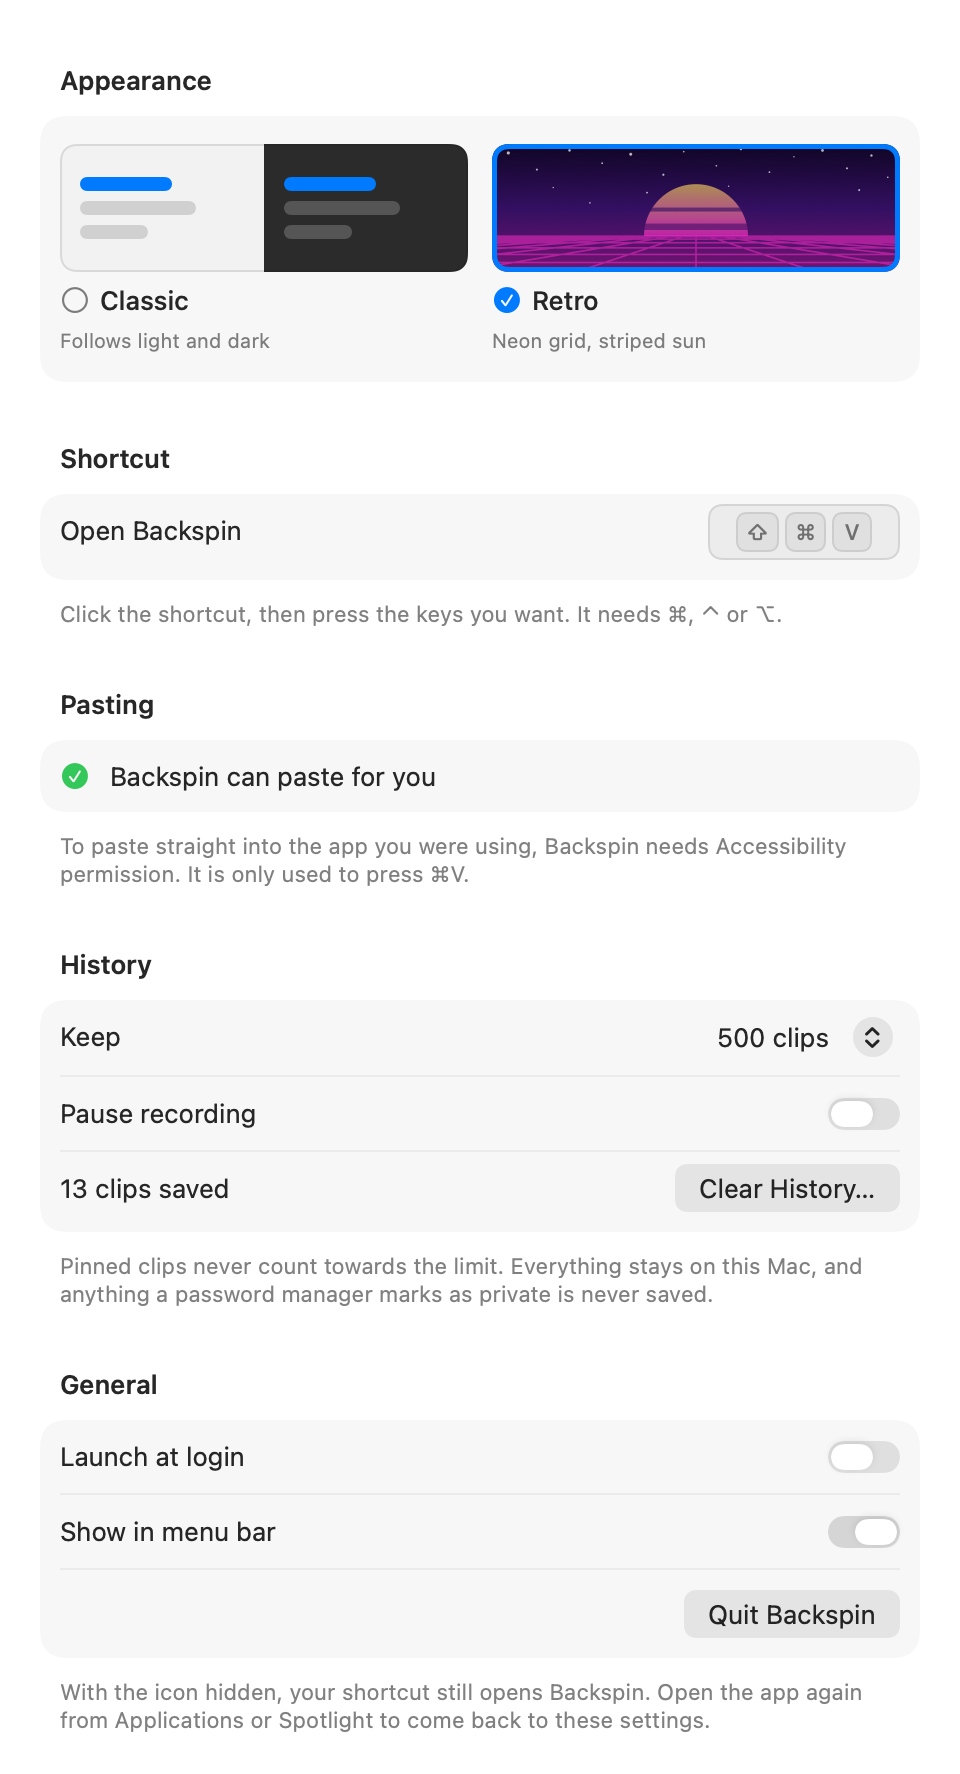 Appearance
Classic
Retro
Follows light and dark
Neon grid, striped sun
Shortcut
Open Backspin
⇧ ⌘ V
Click the shortcut, then press the keys you want. It needs ⌘, ^ or ⌥.
Pasting
Backspin can paste for you
To paste straight into the app you were using, Backspin needs Accessibility
permission. It is only used to press ⌘V.
History
Keep
500 clips
Pause recording
13 clips saved
Clear History...
Pinned clips never count towards the limit. Everything stays on this Mac, and
anything a password manager marks as private is never saved.
General
Launch at login
Show in menu bar
Quit Backspin
With the icon hidden, your shortcut still opens Backspin. Open the app again
from Applications or Spotlight to come back to these settings.